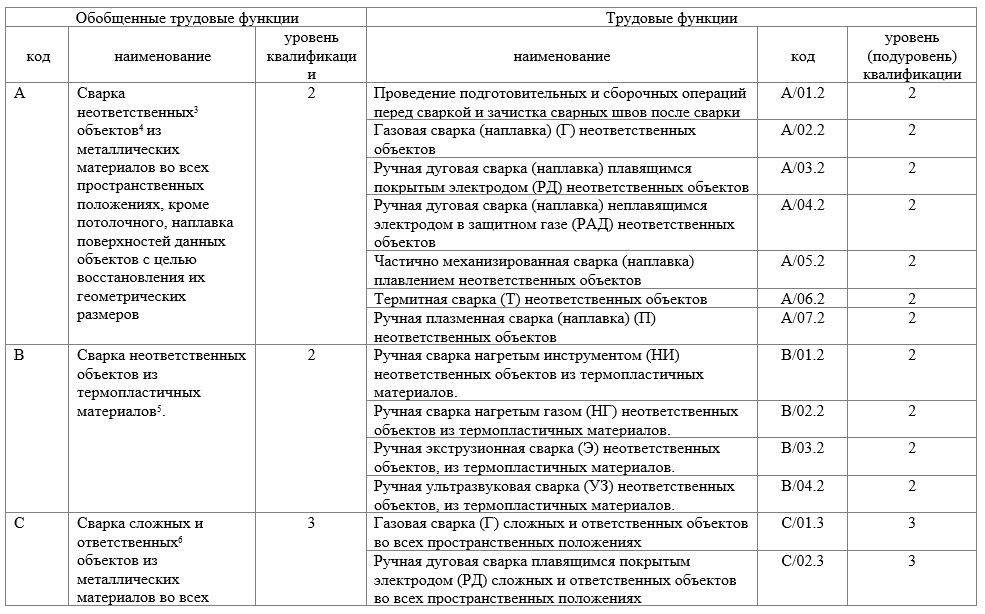 Обобщенные трудовые функции
Трудовые функции
код
наименование
уровень
квалификаци
и
наименование
код
уровень
(подуровень)
квалификации
А
Сварка
неответственных³
объектов⁴ из
металлических
материалов во всех
пространственных
положениях, кроме
потолочного, наплавка
поверхностей данных
объектов с целью
восстановления их
геометрических
размеров
2
Проведение подготовительных и сборочных операций
перед сваркой и зачистка сварных швов после сварки
А/01.2
2
Газовая сварка (наплавка) (Г) неответственных
объектов
А/02.2
2
Ручная дуговая сварка (наплавка) плавящимся
покрытым электродом (РД) неответственных объектов
А/03.2
2
Ручная дуговая сварка (наплавка) неплавящимся
электродом в защитном газе (РАД) неответственных
объектов
А/04.2
2
Частично механизированная сварка (наплавка)
плавлением неответственных объектов
А/05.2
2
Термитная сварка (Т) неответственных объектов
А/06.2
2
Ручная плазменная сварка (наплавка) (П)
неответственных объектов
А/07.2
2
В
Сварка неответственных
объектов из
термопластичных
материалов⁵.
2
Ручная сварка нагретым инструментом (НИ)
неответственных объектов из термопластичных
материалов.
В/01.2
2
Ручная сварка нагретым газом (НГ) неответственных
объектов из термопластичных материалов.
В/02.2
2
Ручная экструзионная сварка (Э) неответственных
объектов, из термопластичных материалов.
В/03.2
2
Ручная ультразвуковая сварка (УЗ) неответственных
объектов, из термопластичных материалов.
В/04.2
2
С
Сварка сложных и
ответственных⁶
объектов из
металлических
материалов во всех
3
Газовая сварка (Г) сложных и ответственных объектов
во всех пространственных положениях
С/01.3
3
Ручная дуговая сварка плавящимся покрытым
электродом (РД) сложных и ответственных объектов
во всех пространственных положениях
С/02.3
3